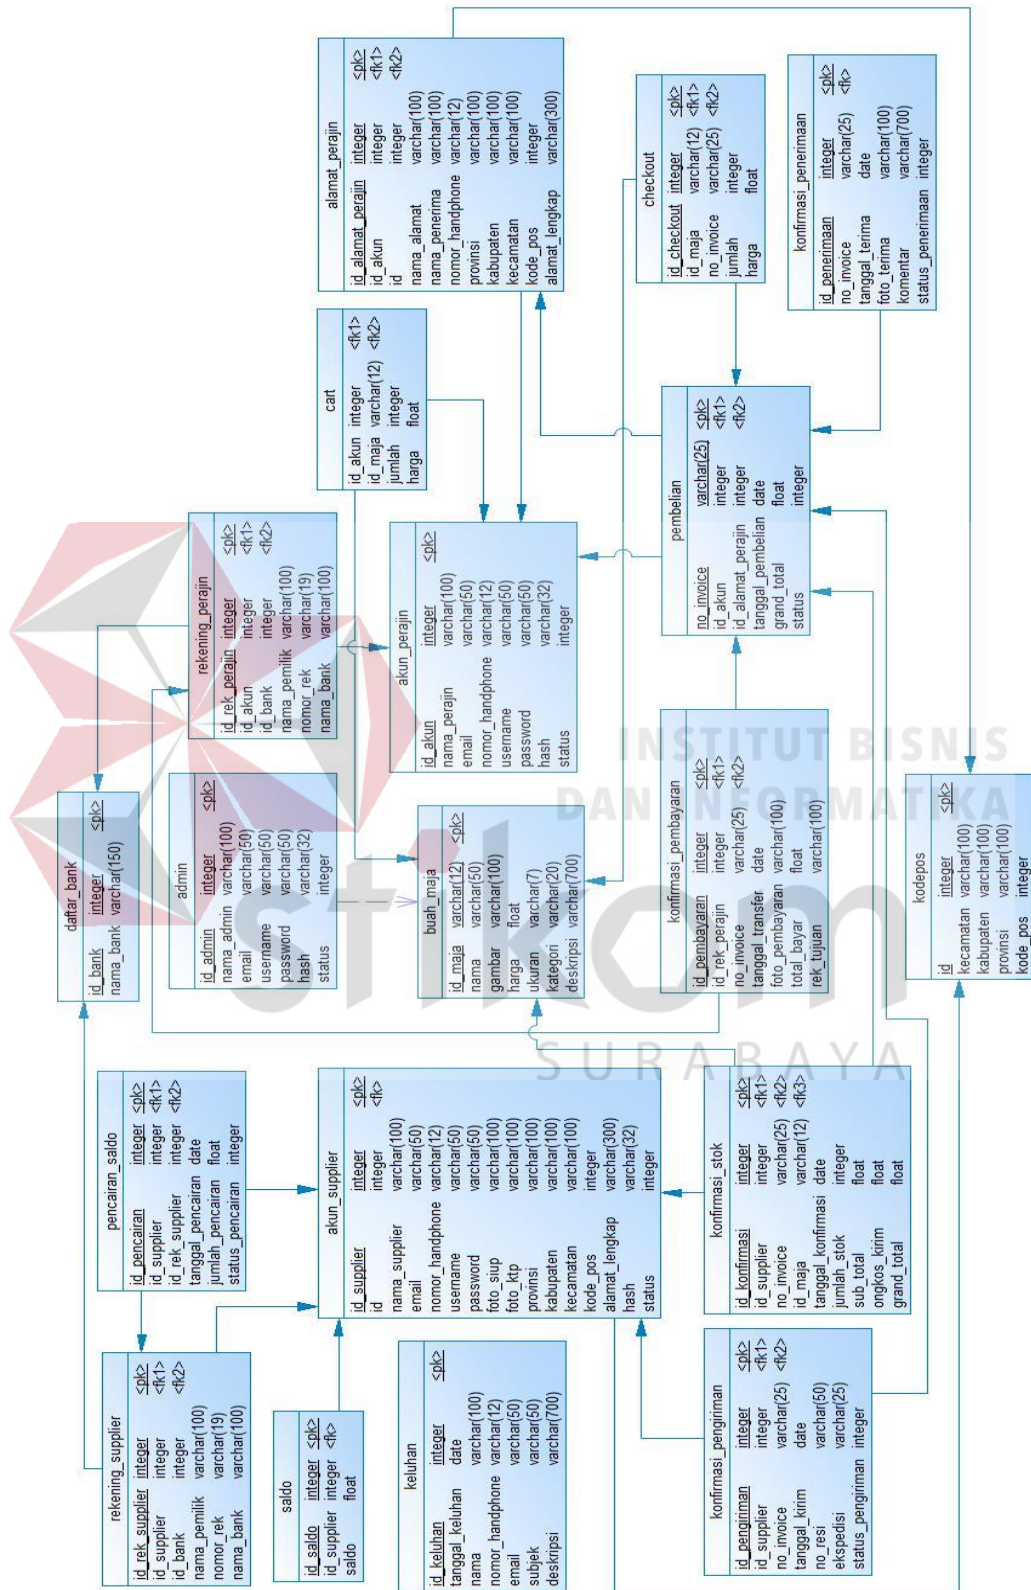 rekening_supplier
id_rek_supplier integer <pk>
id_supplier integer <fk1>
id_bank integer <fk2>
nama_pemilik varchar(100)
nomor_rek varchar(19)
nama_bank varchar(100)
pencairan_saldo
id_pencairan integer <pk>
id_supplier integer <fk1>
id_rek_supplier integer <fk2>
tanggal_pencairan date
jumlah_pencairan float
status_pencairan integer
daftar_bank
id_bank integer <pk>
nama_bank varchar(150)
rekening_perajin
id_rek_perajin integer <pk>
id_akun integer <fk1>
id_bank integer <fk2>
nama_pemilik varchar(100)
nomor_rek varchar(19)
nama_bank varchar(100)
admin
id_admin integer <pk>
nama_admin varchar(100)
email varchar(50)
username varchar(50)
password varchar(50)
hash varchar(32)
status integer
saldo
id_saldo integer <pk>
id_supplier integer <fk>
saldo float
akun_supplier
id_supplier integer <pk>
id integer <fk>
nama_supplier varchar(100)
email varchar(50)
nomor_handphone varchar(12)
username varchar(50)
password varchar(50)
foto_siup varchar(100)
foto_ktp varchar(100)
provinsi varchar(100)
kabupaten varchar(100)
kecamatan varchar(100)
kode_pos integer
alamat_lengkap varchar(300)
hash varchar(32)
status integer
cart
id_akun integer <fk1>
id_maja varchar(12) <fk2>
jumlah integer
harga float
alamat_perajin
id_alamat_perajin integer <pk>
id_akun integer <fk1>
id integer <fk2>
nama_alamat varchar(100)
nama_penerima varchar(100)
nomor_handphone varchar(12)
provinsi varchar(100)
kabupaten varchar(100)
kecamatan varchar(100)
kode_pos integer
alamat_lengkap varchar(300)
keluhan
id_keluhan integer <pk>
tanggal_keluhan date
nama varchar(100)
nomor_handphone varchar(12)
email varchar(50)
subjek varchar(50)
deskripsi varchar(700)
buah_maja
id_maja varchar(12) <pk>
nama varchar(50)
gambar varchar(100)
harga float
ukuran varchar(7)
kategori varchar(20)
deskripsi varchar(700)
akun_perajin
id_akun integer <pk>
nama_perajin varchar(100)
email varchar(50)
nomor_handphone varchar(12)
username varchar(50)
password varchar(50)
hash varchar(32)
status integer
checkout
id_checkout integer <pk>
id_maja varchar(12) <fk1>
no_invoice varchar(25) <fk2>
jumlah integer
harga float
konfirmasi_pengiriman
id_pengiriman integer <pk>
id_supplier integer <fk1>
no_invoice varchar(25) <fk2>
tanggal_kirim date
no_resi varchar(50)
ekspedisi varchar(25)
status_pengiriman integer
konfirmasi_stok
id_konfirmasi integer <pk>
id_supplier integer <fk1>
no_invoice varchar(25) <fk2>
id_maja varchar(12) <fk3>
tanggal_konfirmasi date
jumlah_stok integer
sub_total float
ongkos_kirim float
grand_total float
konfirmasi_pembayaran
id_pembayaran integer <pk>
id_rek_perajin integer <fk1>
no_invoice varchar(25) <fk2>
tanggal_transfer date
foto_pembayaran varchar(100)
total_bayar float
rek_tujuan varchar(100)
pembelian
no_invoice varchar(25) <pk>
id_akun integer <fk1>
id_alamat_perajin integer <fk2>
tanggal_pembelian date
grand_total float
status integer
konfirmasi_penerimaan
id_penerimaan integer <pk>
no_invoice varchar(25) <fk>
tanggal_terima date
foto_terima varchar(100)
komentar varchar(700)
status_penerimaan integer
kodepos
id integer <pk>
kecamatan varchar(100)
kabupaten varchar(100)
provinsi varchar(100)
kode_pos integer
INSTITUT BISNIS
DAN INFORMATIKA
stikom
SURABAYA